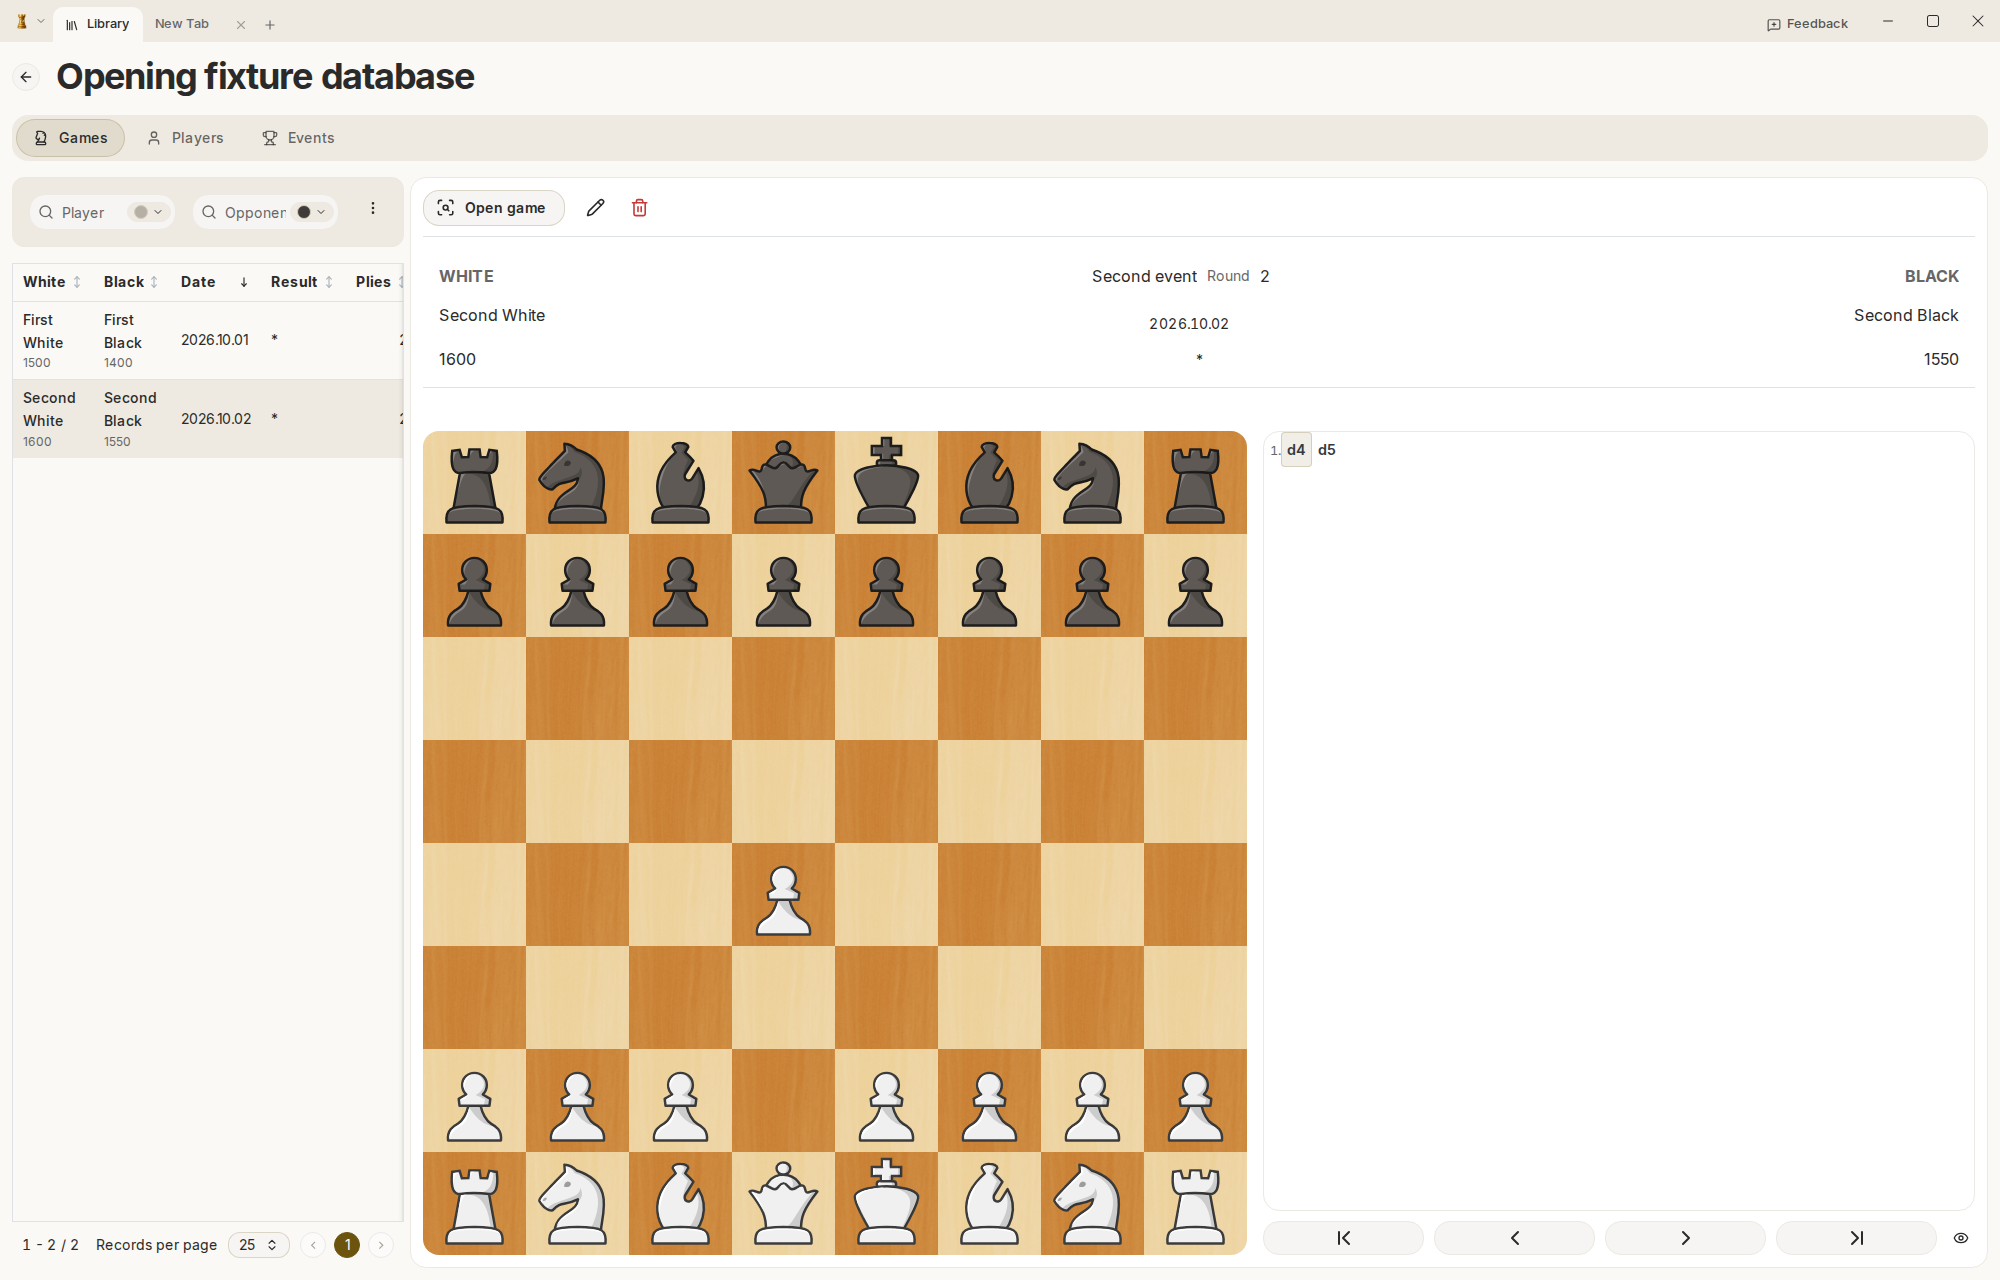 Library
New Tab
Feedback
Opening fixture database
Games
Players
Events
Player
Opponen
Open game
White
Black
Date
Result
Plies
First White
1500
First Black
1400
2026.10.01
*
Second White
1600
Second Black
1550
2026.10.02
*
WHITE
Second event Round 2
BLACK
Second White
2026.10.02
Second Black
1600
*
1550
1. d4 d5
1 - 2 / 2
Records per page
25
1